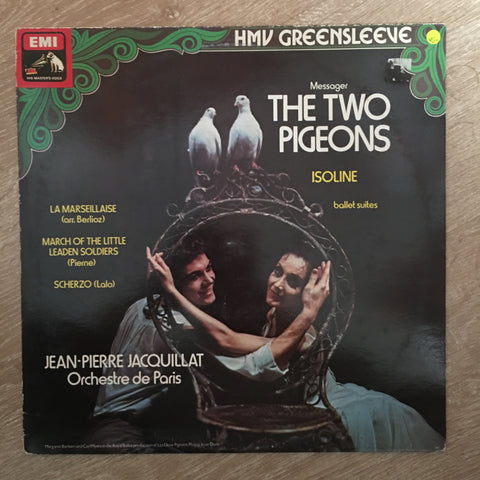 EMI
HIS MASTER'S VOICE
HMV GREENSLEEVE
Messager
THE TWO
PIGEONS
ISOLINE
ballet suites
LA MARSEILLAISE
(arr. Berlioz)
MARCH OF THE LITTLE
LEADEN SOLDIERS
(Pierne)
SCHERZO (Lalo)
JEAN-PIERRE JACQUILLAT
Orchestre de Paris